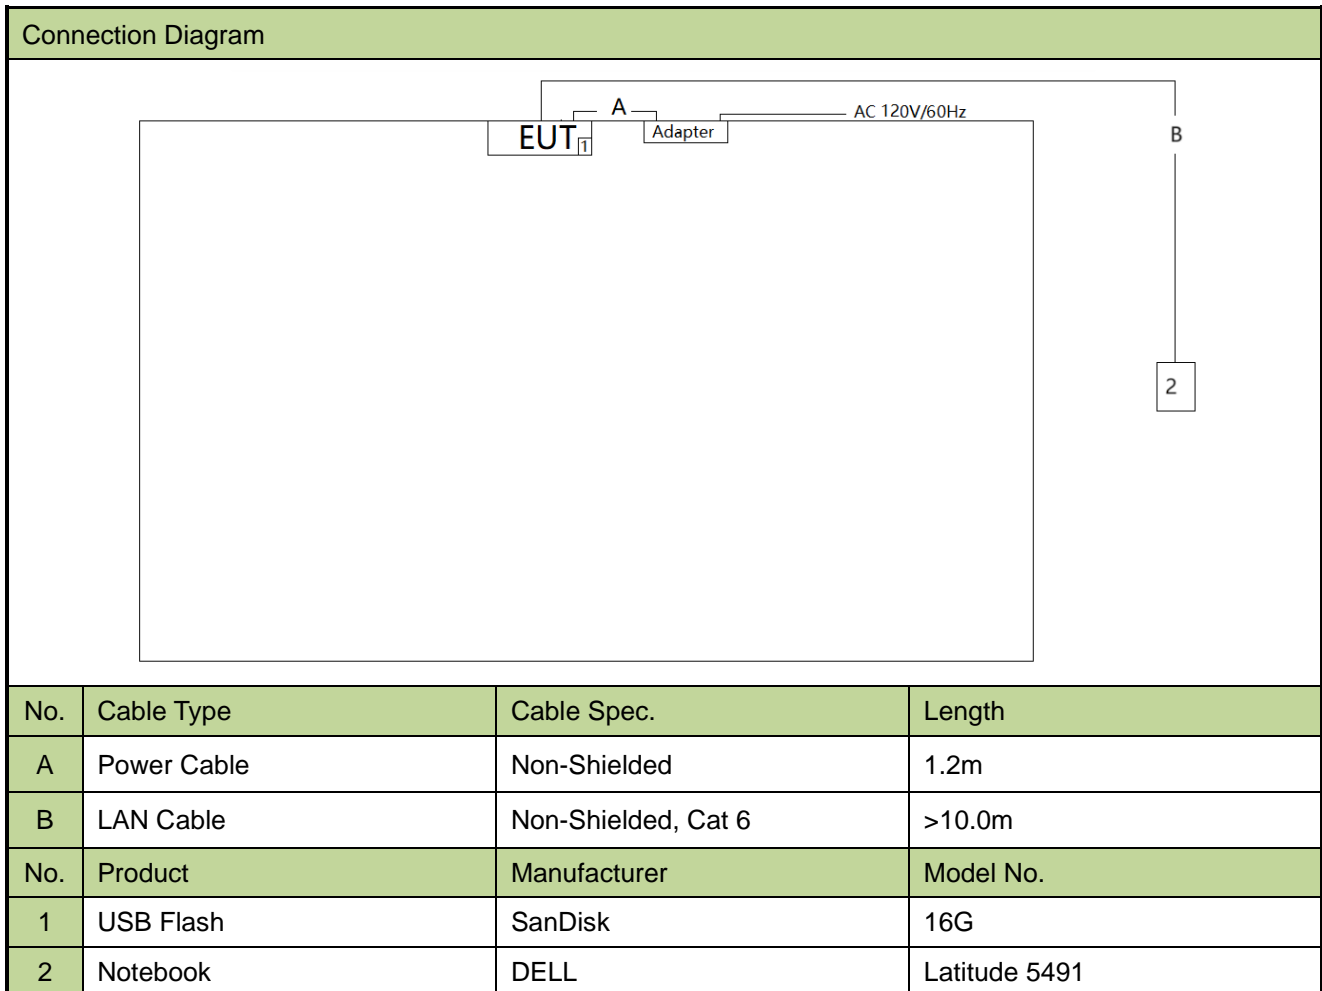 Connection Diagram
A
AC 120V/60Hz
EUT
1
Adapter
B
2
No. Cable Type Cable Spec. Length
A Power Cable Non-Shielded 1.2m
B LAN Cable Non-Shielded, Cat 6 >10.0m
No. Product Manufacturer Model No.
1 USB Flash SanDisk 16G
2 Notebook DELL Latitude 5491